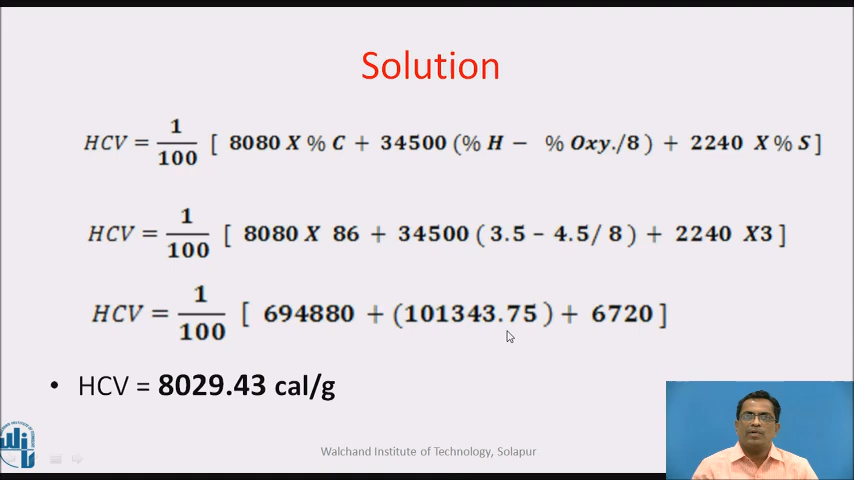 Solution
HCV = 1/100 [ 8080 X % C + 34500 (% H − % Oxy./8 ) + 2240 X % S ]
HCV = 1/100 [ 8080 X 86 + 34500 ( 3.5 - 4.5/ 8 ) + 2240 X3 ]
HCV = 1/100 [ 694880 + (101343.75 ) + 6720 ]
• HCV = 8029.43 cal/g
Walchand Institute of Technology, Solapur